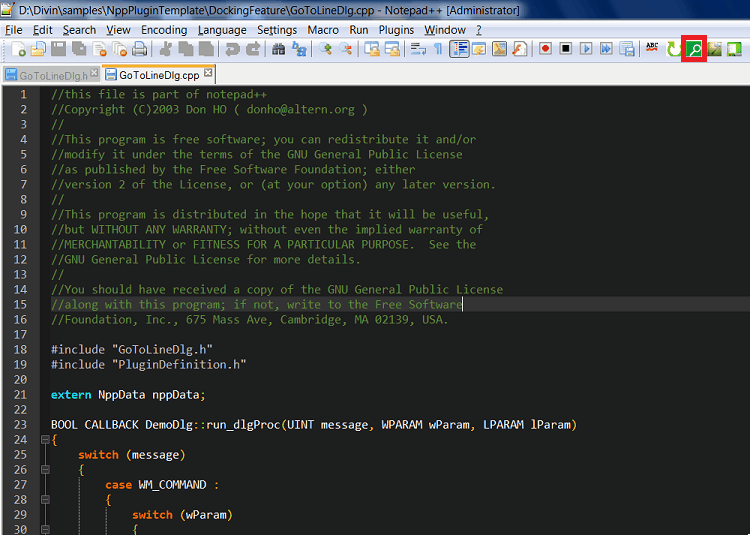 D:\Divin\samples\NppPluginTemplate\DockingFeature\GoToLineDlg.cpp - Notepad++ [Administrator]
File Edit Search View Encoding Language Settings Macro Run Plugins Window ?
ABC
GoToLineDlg.h GoToLineDlg.cpp
1 //this file is part of notepad++
2 //Copyright (C)2003 Don HO ( donho@altern.org )
3 //
4 //This program is free software; you can redistribute it and/or
5 //modify it under the terms of the GNU General Public License
6 //as published by the Free Software Foundation; either
7 //version 2 of the License, or (at your option) any later version.
8 //
9 //This program is distributed in the hope that it will be useful,
10 //but WITHOUT ANY WARRANTY; without even the implied warranty of
11 //MERCHANTABILITY or FITNESS FOR A PARTICULAR PURPOSE.  See the
12 //GNU General Public License for more details.
13 //
14 //You should have received a copy of the GNU General Public License
15 //along with this program; if not, write to the Free Software
16 //Foundation, Inc., 675 Mass Ave, Cambridge, MA 02139, USA.
17
18 #include "GoToLineDlg.h"
19 #include "PluginDefinition.h"
20
21 extern NppData nppData;
22
23 BOOL CALLBACK DemoDlg::run_dlgProc(UINT message, WPARAM wParam, LPARAM lParam)
24 {
25 switch (message)
26 {
27 case WM_COMMAND :
28 {
29 switch (wParam)
30 {